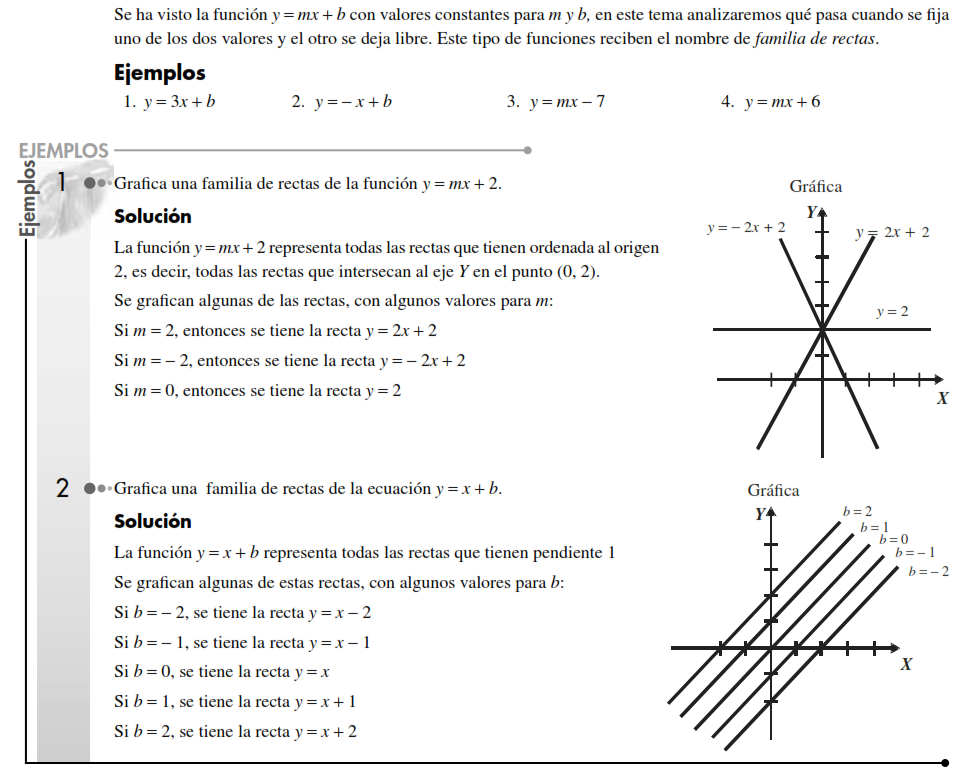 Se ha visto la función y = mx + b con valores constantes para m y b, en este tema analizaremos qué pasa cuando se fija
uno de los dos valores y el otro se deja libre. Este tipo de funciones reciben el nombre de familia de rectas.
Ejemplos
1. y = 3x + b 2. y = – x + b 3. y = mx – 7 4. y = mx + 6
EJEMPLOS
Ejemplos
1 Grafica una familia de rectas de la función y = mx + 2.
Solución
La función y = mx + 2 representa todas las rectas que tienen ordenada al origen
2, es decir, todas las rectas que intersecan al eje Y en el punto (0, 2).
Se grafican algunas de las rectas, con algunos valores para m:
Si m = 2, entonces se tiene la recta y = 2x + 2
Si m = – 2, entonces se tiene la recta y = – 2x + 2
Si m = 0, entonces se tiene la recta y = 2
Gráfica
Y
y = – 2x + 2
y = 2x + 2
y = 2
X
2 Grafica una familia de rectas de la ecuación y = x + b.
Solución
La función y = x + b representa todas las rectas que tienen pendiente 1
Se grafican algunas de estas rectas, con algunos valores para b:
Si b = – 2, se tiene la recta y = x – 2
Si b = – 1, se tiene la recta y = x – 1
Si b = 0, se tiene la recta y = x
Si b = 1, se tiene la recta y = x + 1
Si b = 2, se tiene la recta y = x + 2
Gráfica
Y
b = 2
b = 1
b = 0
b = – 1
b = – 2
X